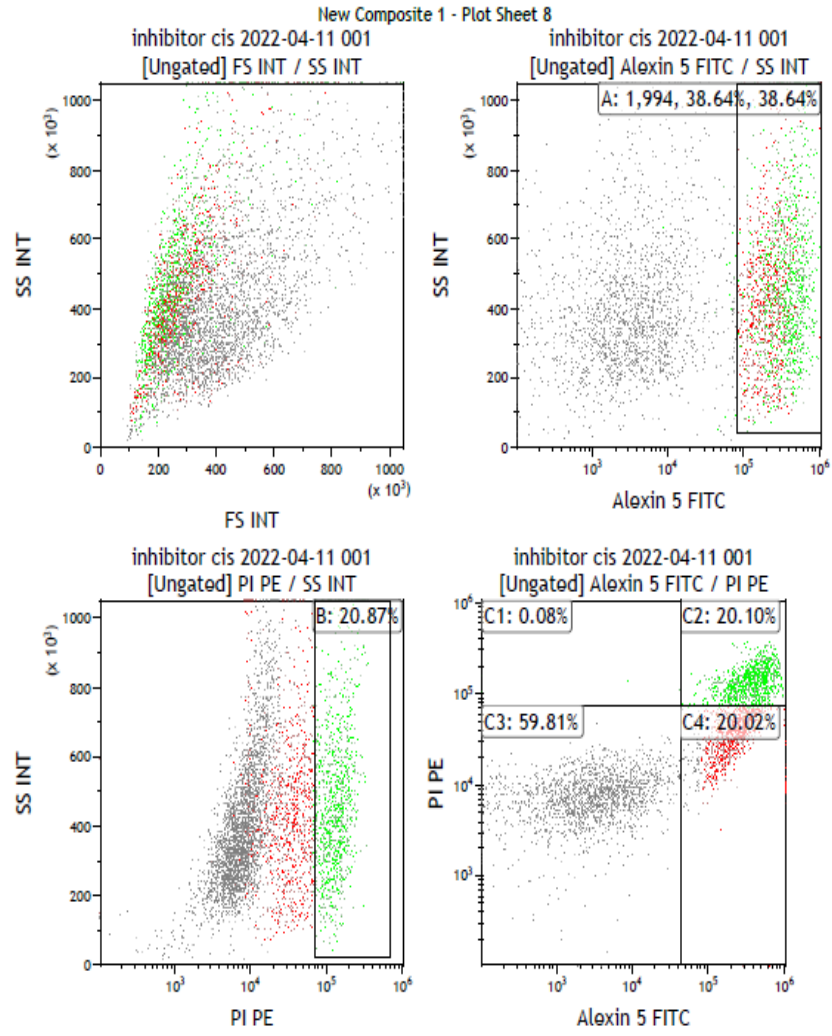 New Composite 1 - Plot Sheet 8
inhibitor cis 2022-04-11 001
[Ungated] FS INT / SS INT
1000
(x 10³)
800
600
400
200
0
SS INT
0 200 400 600 800 1000
(x 10³)
FS INT
inhibitor cis 2022-04-11 001
[Ungated] Alexin 5 FITC / SS INT
A: 1,994, 38.64%, 38.64%
1000
(x 10³)
800
600
400
200
0
SS INT
10³ 10⁴ 10⁵ 10⁶
Alexin 5 FITC
inhibitor cis 2022-04-11 001
[Ungated] PI PE / SS INT
B: 20.87%
1000
(x 10³)
800
600
400
200
0
SS INT
10³ 10⁴ 10⁵ 10⁶
PI PE
inhibitor cis 2022-04-11 001
[Ungated] Alexin 5 FITC / PI PE
C1: 0.08% C2: 20.10%
C3: 59.81% C4: 20.02%
10⁶
10⁵
10⁴
10³
PI PE
10³ 10⁴ 10⁵ 10⁶
Alexin 5 FITC